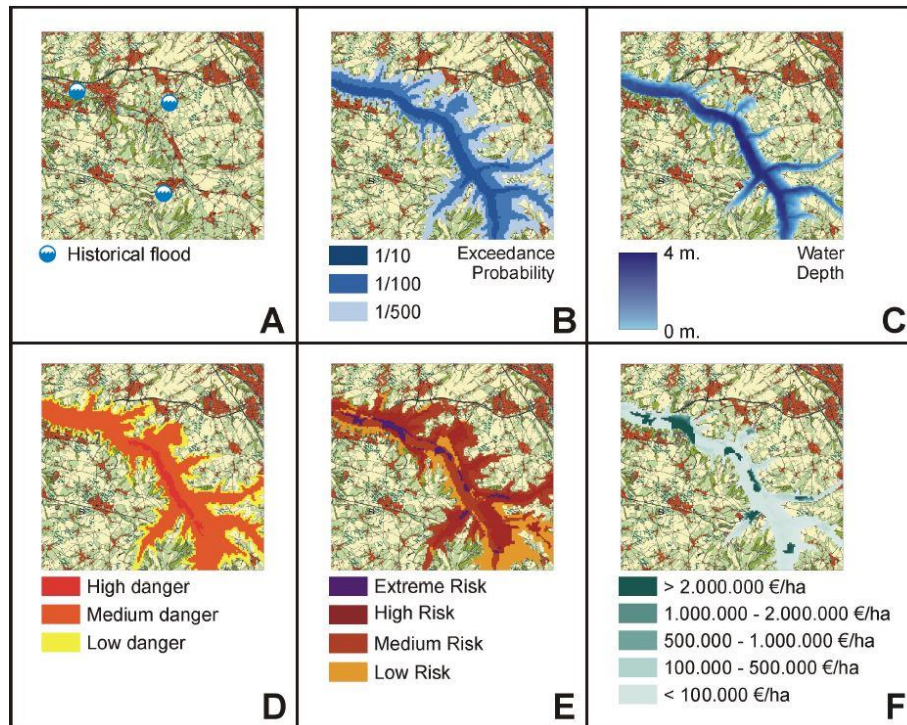 Historical flood
A
1/10
1/100
1/500
Exceedance
Probability
B
4 m.
0 m.
Water
Depth
C
High danger
Medium danger
Low danger
D
Extreme Risk
High Risk
Medium Risk
Low Risk
E
> 2.000.000 €/ha
1.000.000 - 2.000.000 €/ha
500.000 - 1.000.000 €/ha
100.000 - 500.000 €/ha
< 100.000 €/ha
F